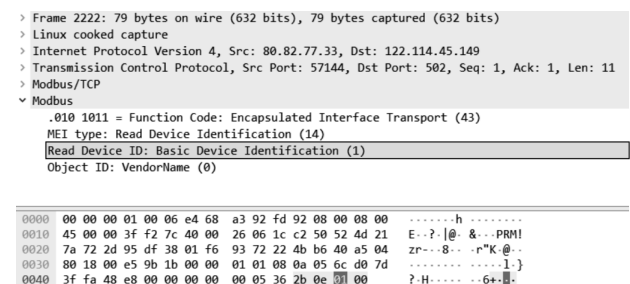 > Frame 2222: 79 bytes on wire (632 bits), 79 bytes captured (632 bits)
> Linux cooked capture
> Internet Protocol Version 4, Src: 80.82.77.33, Dst: 122.114.45.149
> Transmission Control Protocol, Src Port: 57144, Dst Port: 502, Seq: 1, Ack: 1, Len: 11
> Modbus/TCP
v Modbus
.010 1011 = Function Code: Encapsulated Interface Transport (43)
MEI type: Read Device Identification (14)
Read Device ID: Basic Device Identification (1)
Object ID: VendorName (0)
0000 00 00 00 01 00 06 e4 68 a3 92 fd 92 08 00 08 00 ·······h ········
0010 45 00 00 3f f2 7c 40 00 26 06 1c c2 50 52 4d 21 E··?·|@· &···PRM!
0020 7a 72 2d 95 df 38 01 f6 93 72 22 4b b6 40 a5 04 zr-··8·· ·r"K·@··
0030 80 18 00 e5 9b 1b 00 00 01 01 08 0a 05 6c d0 7d ········ ·····l·}
0040 3f fa 48 e8 00 00 00 00 00 05 36 2b 0e 01 00 ?·H····· ··6+···